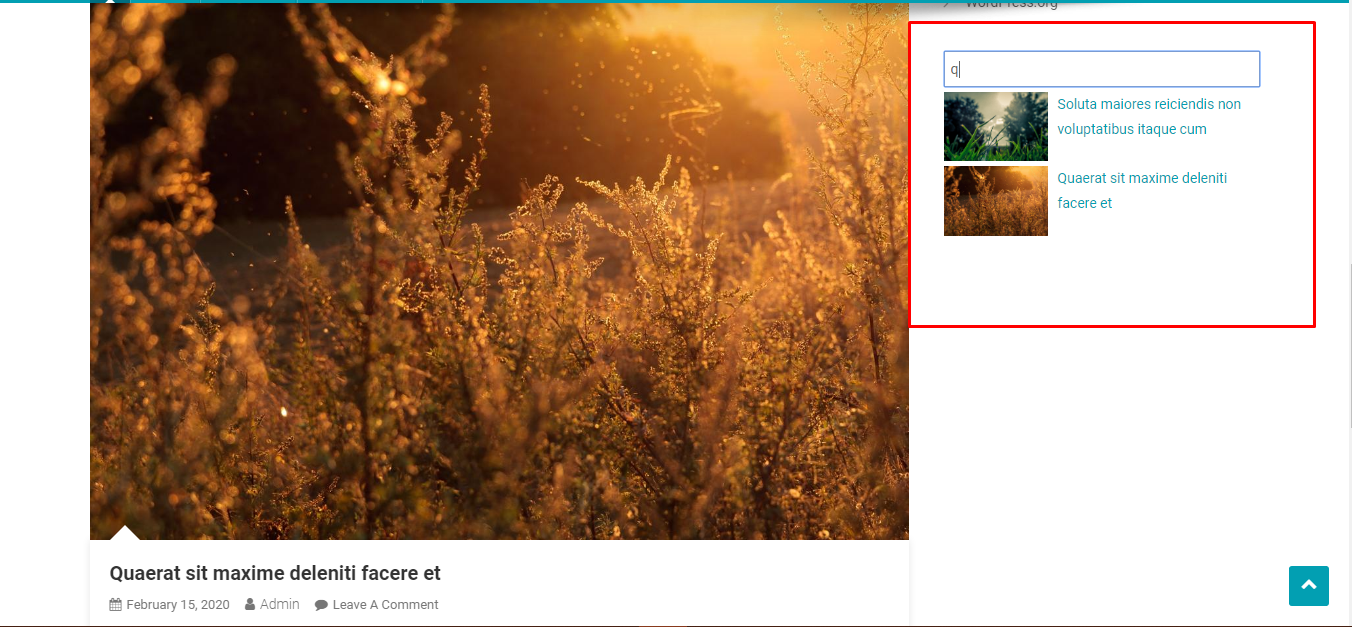 WordPress.org
q
Soluta maiores reiciendis non
voluptatibus itaque cum
Quaerat sit maxime deleniti
facere et
Quaerat sit maxime deleniti facere et
February 15, 2020 Admin Leave A Comment